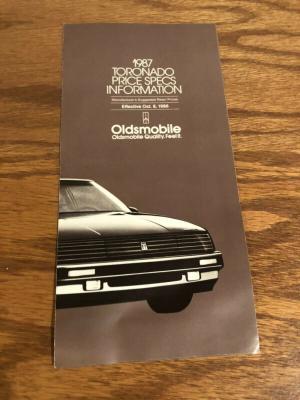 1987
TORONADO
PRICE SPECS
INFORMATION
Manufacturer's Suggested Retail Prices
Effective Oct. 6, 1986
Oldsmobile
Oldsmobile Quality. Feel it.